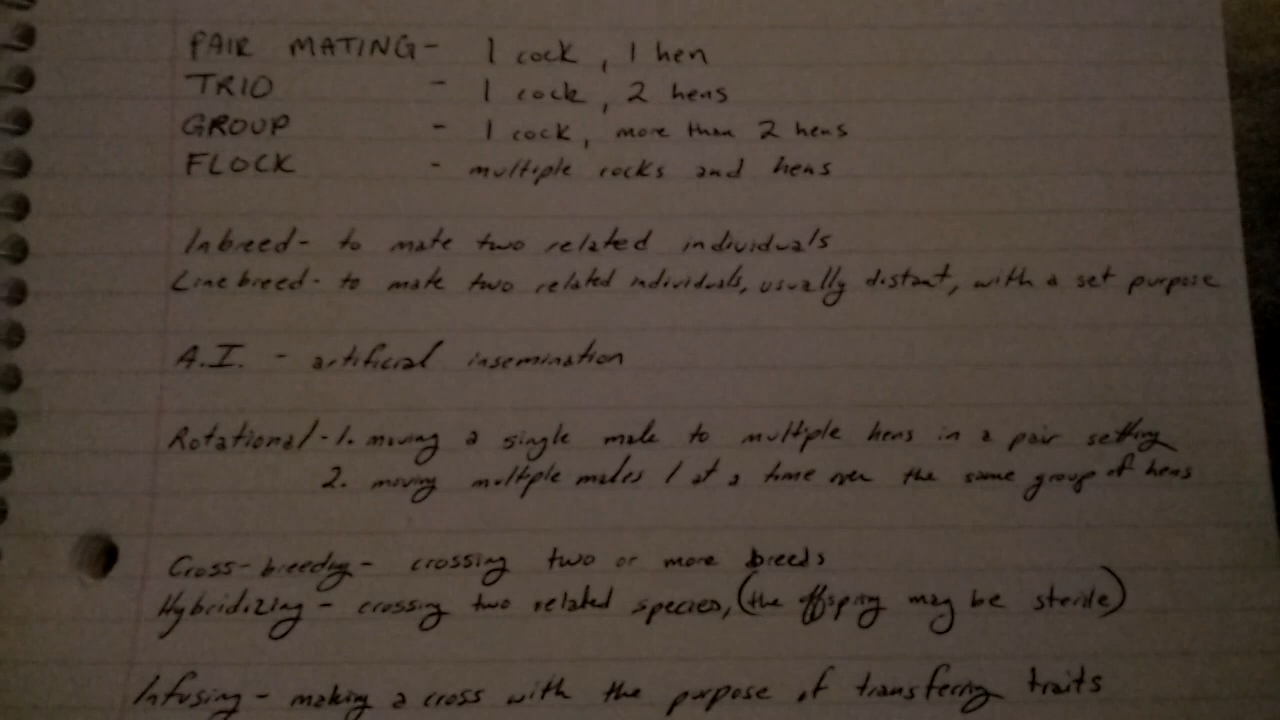 PAIR MATING - 1 cock, 1 hen
TRIO - 1 cock, 2 hens
GROUP - 1 cock, more than 2 hens
FLOCK - multiple cocks and hens
Inbreed - to mate two related individuals
Linebreed - to mate two related individuals, usually distant, with a set purpose
A.I. - artificial insemination
Rotational - 1. moving a single male to multiple hens in a pair setting
2. moving multiple males 1 at a time over the same group of hens
Cross-breeding - crossing two or more breeds
Hybridizing - crossing two related species, (the offspring may be sterile)
Infusing - making a cross with the purpose of transfering traits